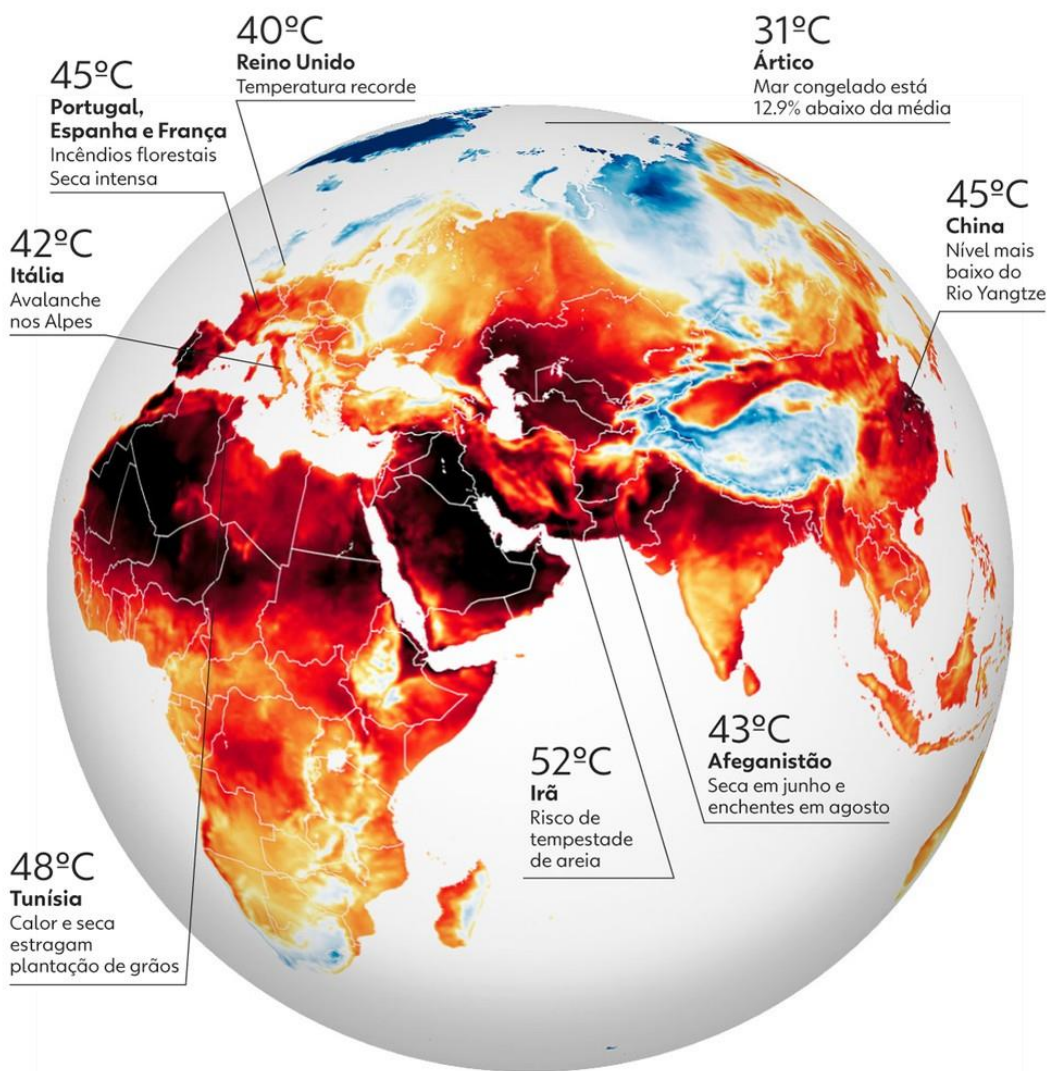 40ºC
Reino Unido
Temperatura recorde
31ºC
Ártico
Mar congelado está
12.9% abaixo da média
45ºC
Portugal,
Espanha e França
Incêndios florestais
Seca intensa
45ºC
China
Nível mais
baixo do
Rio Yangtze
42ºC
Itália
Avalanche
nos Alpes
52ºC
Irã
Risco de
tempestade
de areia
43ºC
Afeganistão
Seca em junho e
enchentes em agosto
48ºC
Tunísia
Calor e seca
estragam
plantação de grãos